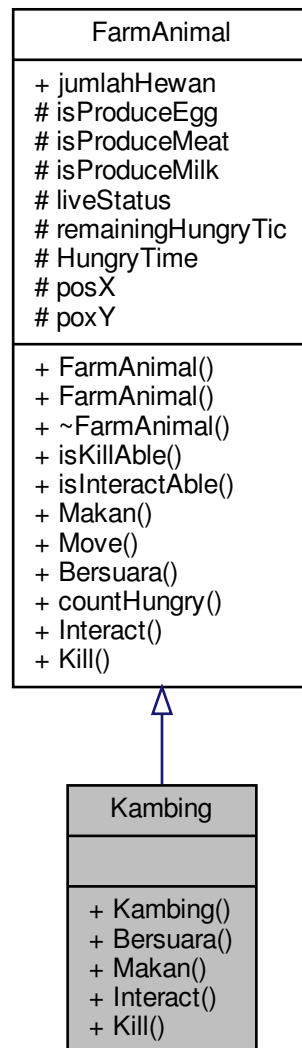 FarmAnimal
+ jumlahHewan
# isProduceEgg
# isProduceMeat
# isProduceMilk
# liveStatus
# remainingHungryTic
# HungryTime
# posX
# poxY
+ FarmAnimal()
+ FarmAnimal()
+ ~FarmAnimal()
+ isKillAble()
+ isInteractAble()
+ Makan()
+ Move()
+ Bersuara()
+ countHungry()
+ Interact()
+ Kill()
Kambing
+ Kambing()
+ Bersuara()
+ Makan()
+ Interact()
+ Kill()